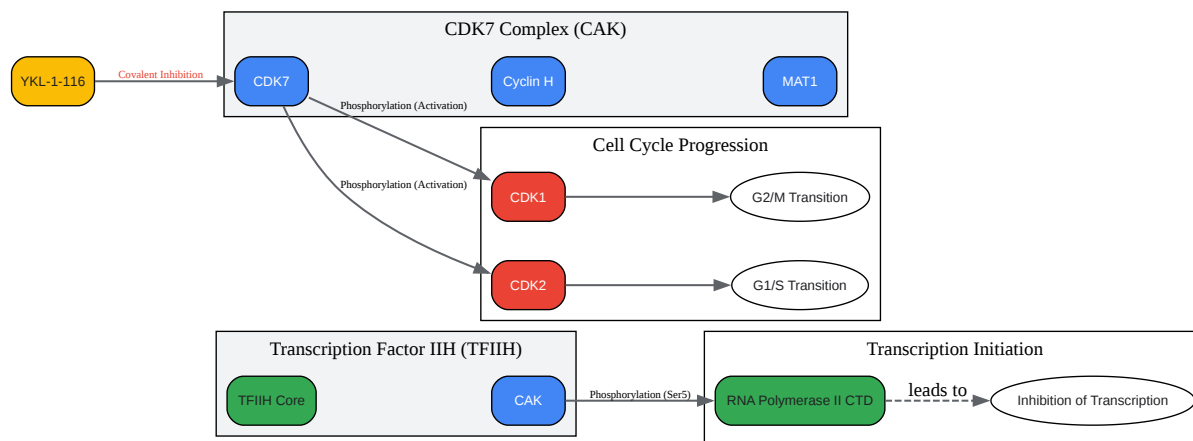 CDK7 Complex (CAK)
YKL-1-116
Covalent Inhibition
CDK7
Cyclin H
MAT1
Phosphorylation (Activation)
Cell Cycle Progression
Phosphorylation (Activation)
CDK1
G2/M Transition
CDK2
G1/S Transition
Transcription Factor IIH (TFIIH)
Transcription Initiation
TFIIH Core
CAK
Phosphorylation (Ser5)
RNA Polymerase II CTD
leads to
Inhibition of Transcription